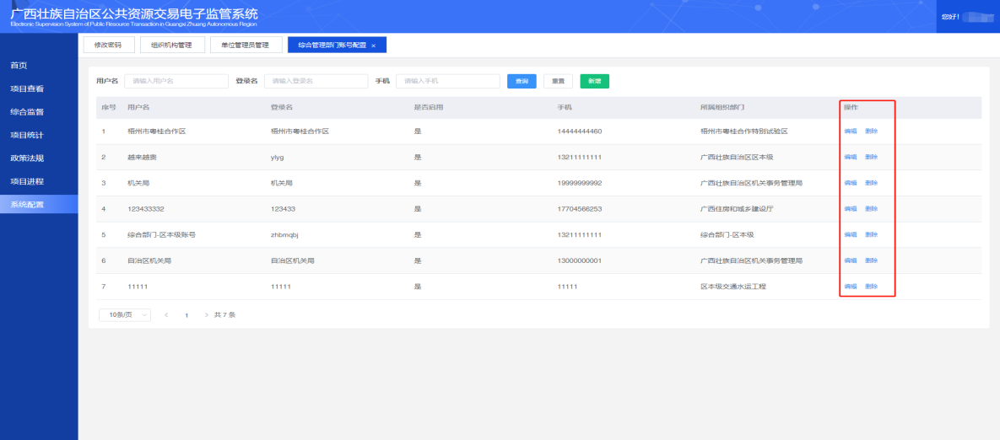 广西壮族自治区公共资源交易电子监管系统
Electronic Supervision System of Public Resource Transaction in Guangxi Zhuang Autonomous Region
您好！
修改密码 组织机构管理 单位管理员管理 综合管理部门账号配置 ×
首页
项目查看
综合监督
项目统计
政策法规
项目进程
系统配置
用户名 请输入用户名 登录名 请输入登录名 手机 请输入手机 查询 重置 新增
序号 用户名 登录名 是否启用 手机 所属组织部门 操作
1 梧州市粤桂合作区 梧州市粤桂合作区 是 14444444460 梧州市粤桂合作特别试验区 编辑 删除
2 越来越贵 ylyg 是 13211111111 广西壮族自治区区本级 编辑 删除
3 机关局 机关局 是 19999999992 广西壮族自治区机关事务管理局 编辑 删除
4 123433332 123433 是 17704566253 广西住房和城乡建设厅 编辑 删除
5 综合部门-区本级账号 zhbmqbj 是 13211111111 综合部门-区本级 编辑 删除
6 自治区机关局 自治区机关局 是 13000000001 广西壮族自治区机关事务管理局 编辑 删除
7 11111 11111 是 11111 区本级交通水运工程 编辑 删除
10条/页 < 1 > 共 7 条